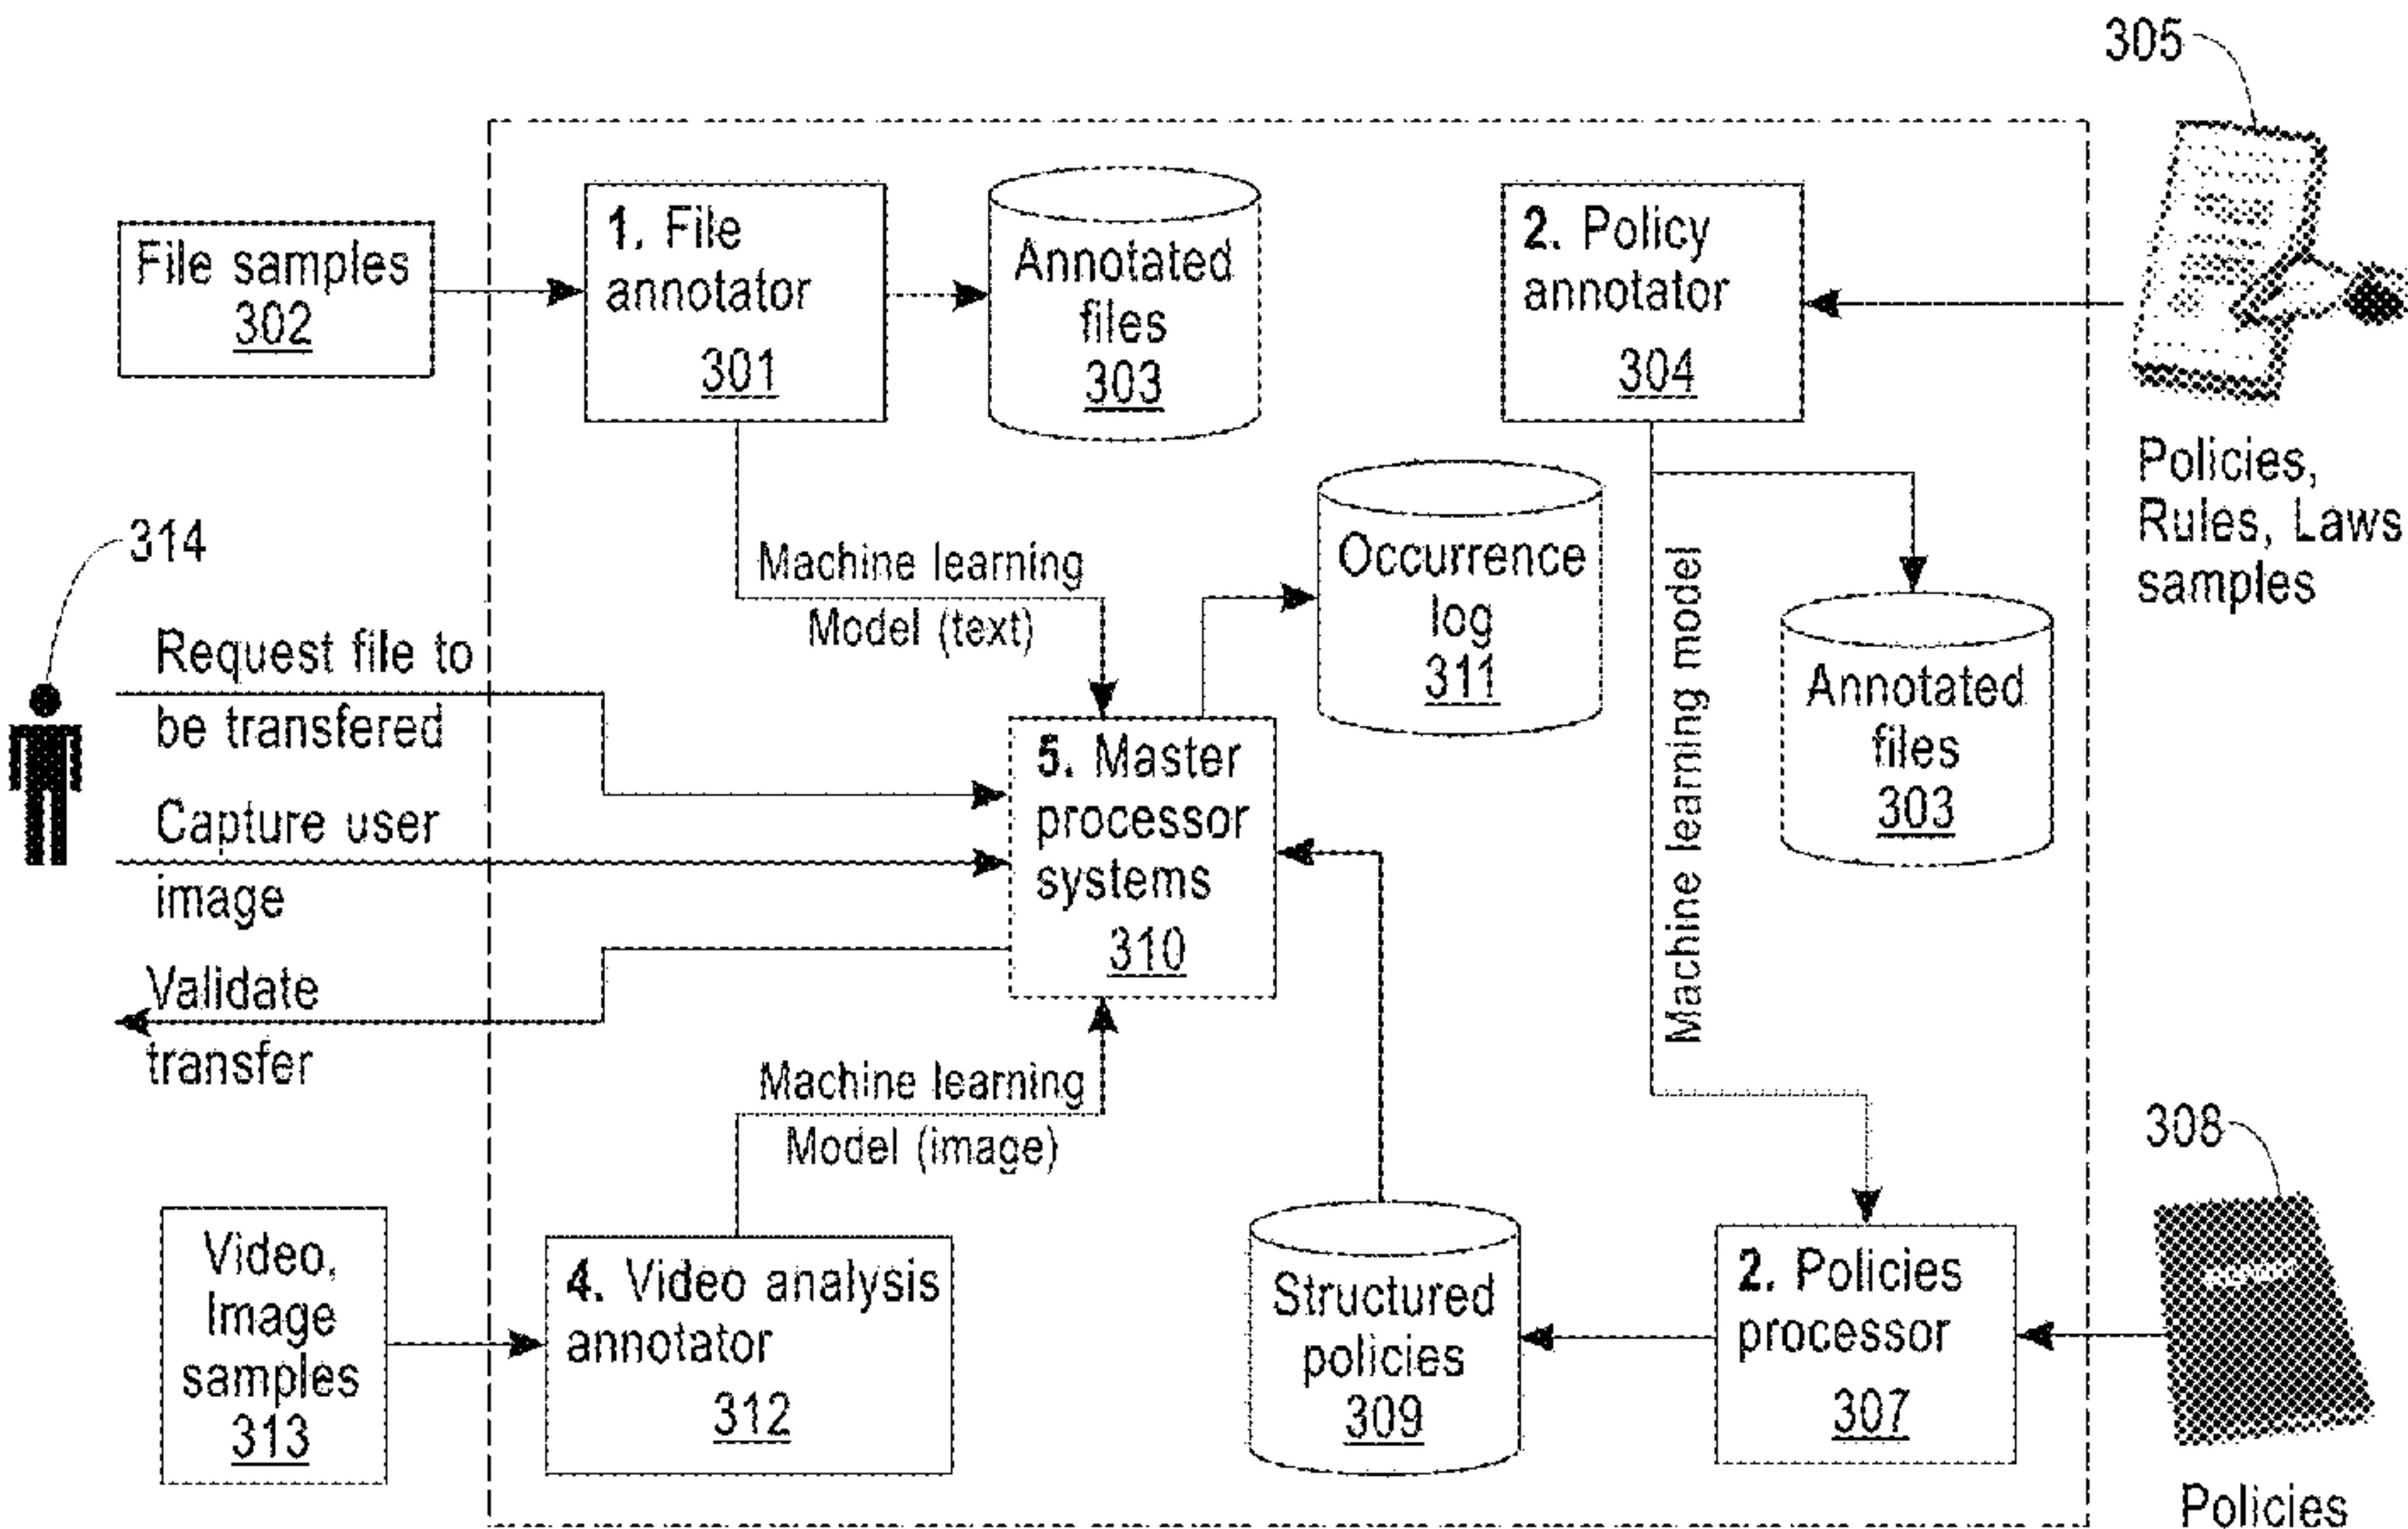 305
File samples
302
1. File
annotator
301
Annotated
files
303
2. Policy
annotator
304
Policies,
Rules, Laws
samples
314
Request file to
be transfered
Capture user
image
Validate
transfer
Machine learning
Model (text)
Occurrence
log
311
Machine learning model
Annotated
files
303
5. Master
processor
systems
310
Machine learning
Model (image)
Video,
Image
samples
313
4. Video analysis
annotator
312
Structured
policies
309
2. Policies
processor
307
308
Policies